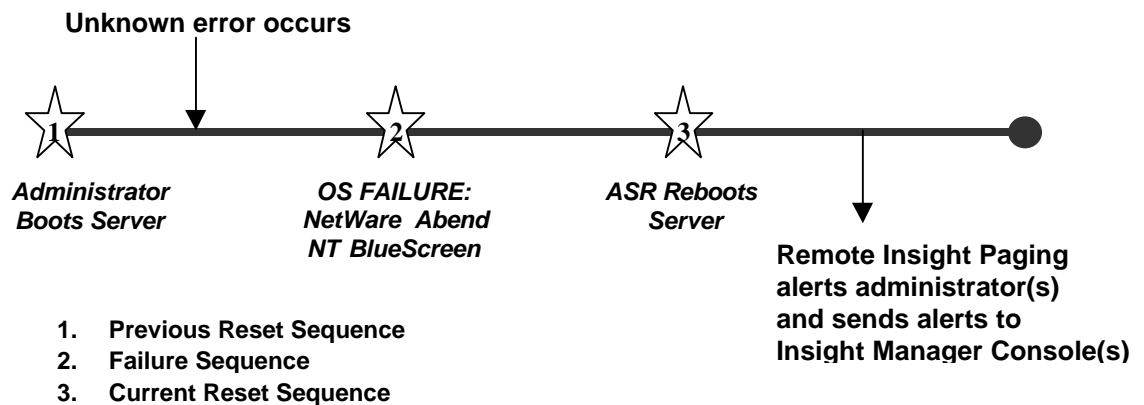 Unknown error occurs
1
2
3
Administrator
Boots Server
OS FAILURE:
NetWare Abend
NT BlueScreen
ASR Reboots
Server
Remote Insight Paging
alerts administrator(s)
and sends alerts to
Insight Manager Console(s)
1. Previous Reset Sequence
2. Failure Sequence
3. Current Reset Sequence